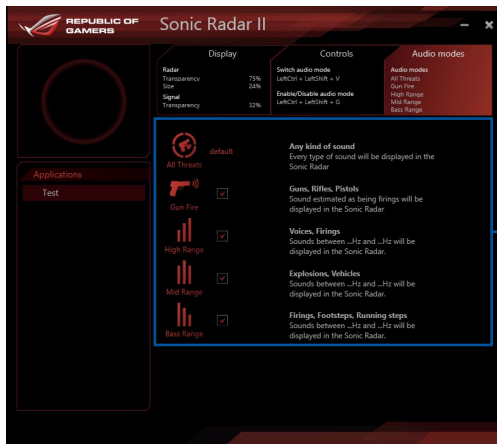 REPUBLIC OF
GAMERS
Sonic Radar II
Display
Controls
Audio modes
Radar
Transparency 75%
Size 24%
Signal
Transparency 32%
Switch audio mode
LeftCtrl + LeftShift + V
Enable/Disable audio mode
LeftCtrl + LeftShift + G
Audio modes
All Threats
Gun Fire
High Range
Mid Range
Bass Range
Applications
Test
All Threats
default
Any kind of sound
Every type of sound will be displayed in the
Sonic Radar
Gun Fire
Guns, Rifles, Pistols
Sound estimated as being firings will be
displayed in the Sonic Radar
High Range
Voices, Firings
Sounds between ...Hz and ...Hz will be
displayed in the Sonic Radar.
Mid Range
Explosions, Vehicles
Sounds between ...Hz and ...Hz will be
displayed in the Sonic Radar.
Bass Range
Firings, Footsteps, Running steps
Sounds between ...Hz and ...Hz will be
displayed in the Sonic Radar.